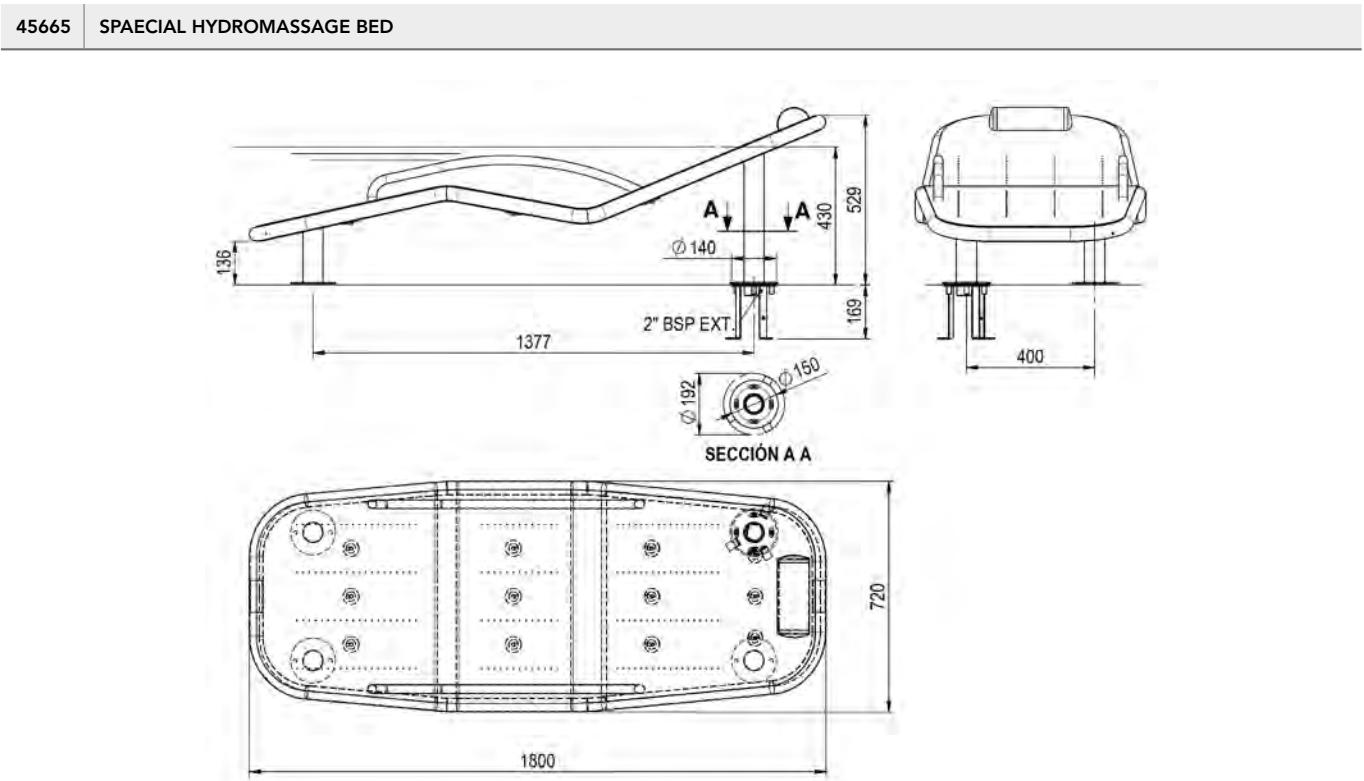 45665 SPAECIAL HYDROMASSAGE BED
A A
430
529
136
Ø 140
2" BSP EXT.
169
1377
400
Ø 192
Ø 150
SECCIÓN A A
720
1800